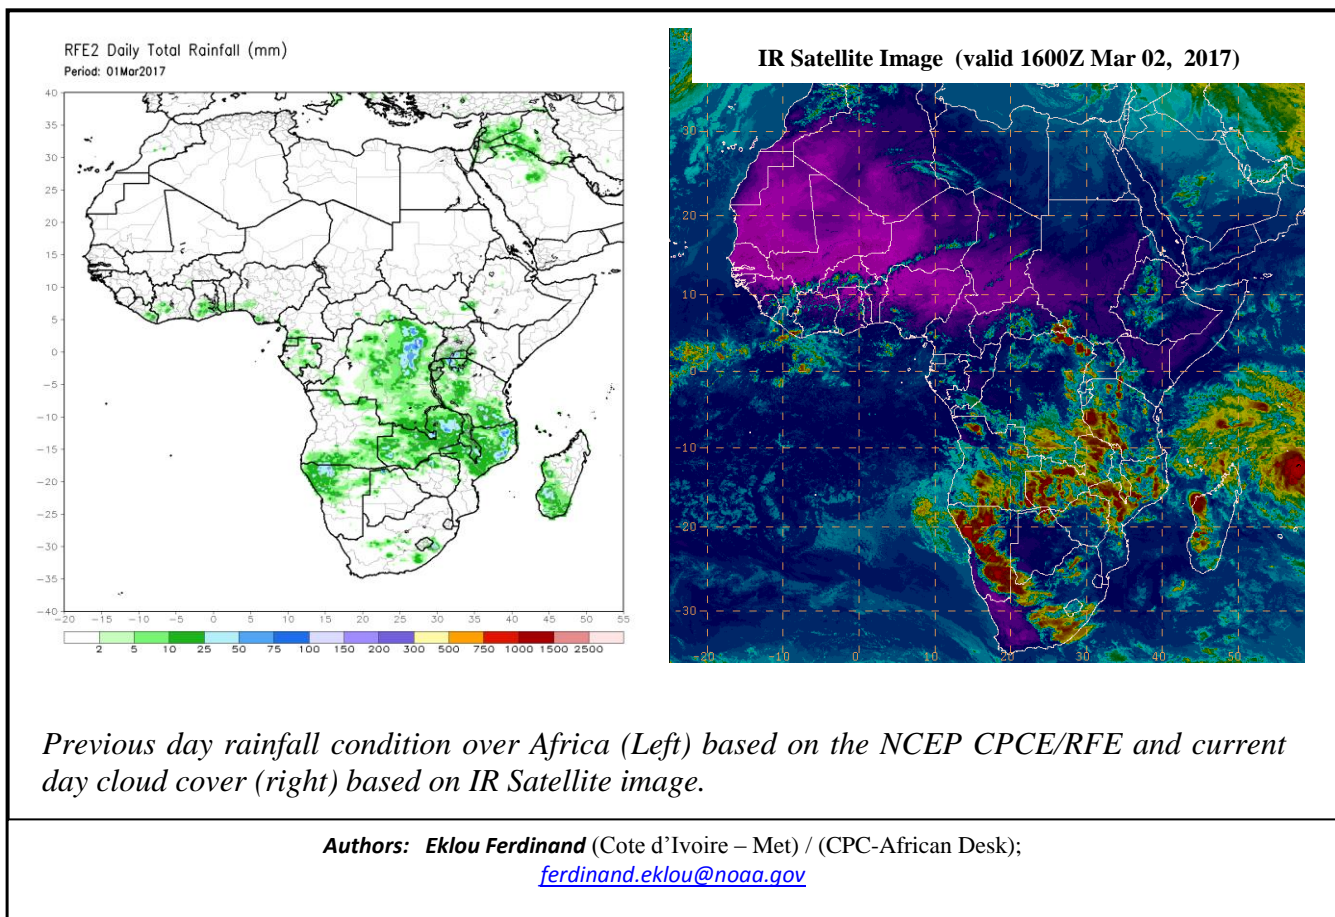 RFE2 Daily Total Rainfall (mm)
Period: 01Mar2017
40
35
30
25
20
15
10
5
0
-5
-10
-15
-20
-25
-30
-35
-40
-20 -15 -10 -5 0 5 10 15 20 25 30 35 40 45 50 55
2 5 10 25 50 75 100 150 200 300 500 750 1000 1500 2500
IR Satellite Image (valid 1600Z Mar 02, 2017)
30
20
10
0
-10
-20
-30
-20 -10 0 10 20 30 40 50
Previous day rainfall condition over Africa (Left) based on the NCEP CPCE/RFE and current
day cloud cover (right) based on IR Satellite image.
Authors: Eklou Ferdinand (Cote d’Ivoire – Met) / (CPC-African Desk);
ferdinand.eklou@noaa.gov